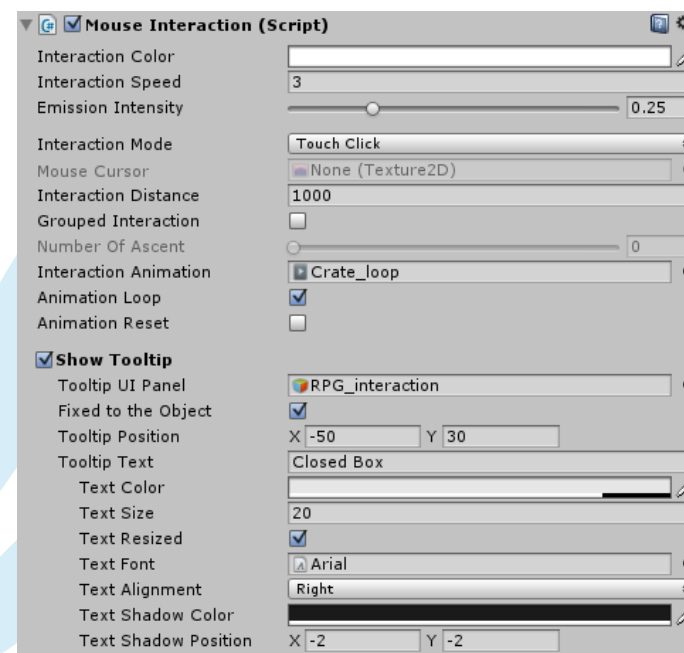 Mouse Interaction (Script)
Interaction Color
Interaction Speed 3
Emission Intensity 0.25
Interaction Mode Touch Click
Mouse Cursor None (Texture2D)
Interaction Distance 1000
Grouped Interaction
Number Of Ascent 0
Interaction Animation Crate_loop
Animation Loop
Animation Reset
Show Tooltip
Tooltip UI Panel RPG_interaction
Fixed to the Object
Tooltip Position X -50 Y 30
Tooltip Text Closed Box
Text Color
Text Size 20
Text Resized
Text Font Arial
Text Alignment Right
Text Shadow Color
Text Shadow Position X -2 Y -2